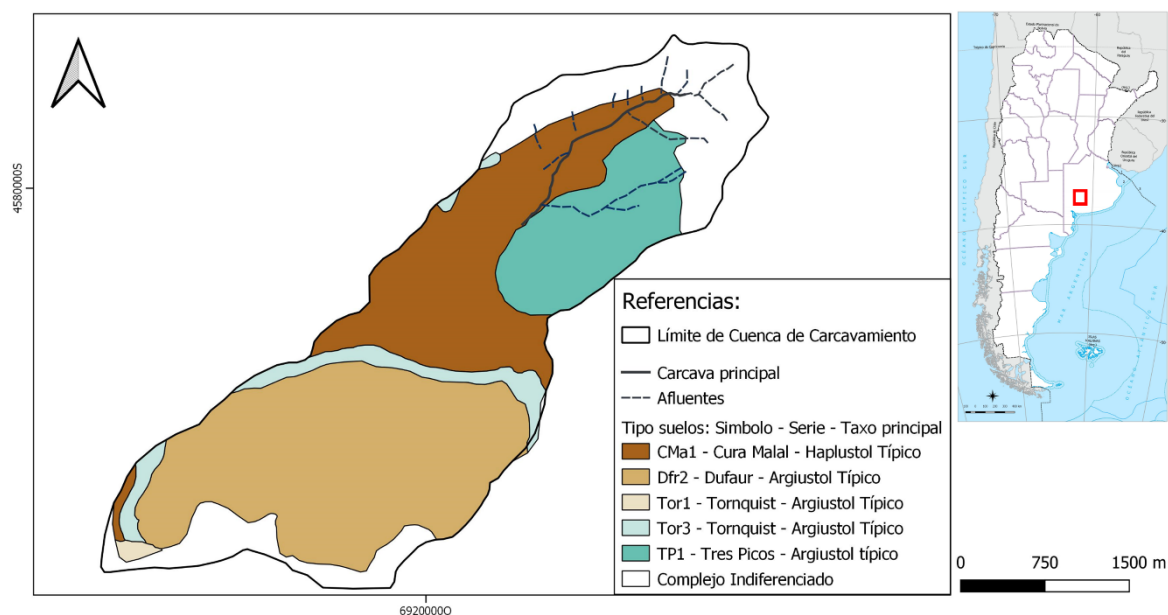 4580000S
6920000O
Referencias:
Límite de Cuenca de Carcavamiento
Carcava principal
Afluentes
Tipo suelos: Simbolo - Serie - Taxo principal
CMa1 - Cura Malal - Haplustol Típico
Dfr2 - Dufaur - Argiustol Típico
Tor1 - Tornquist - Argiustol Típico
Tor3 - Tornquist - Argiustol Típico
TP1 - Tres Picos - Argiustol típico
Complejo Indiferenciado
0 750 1500 m